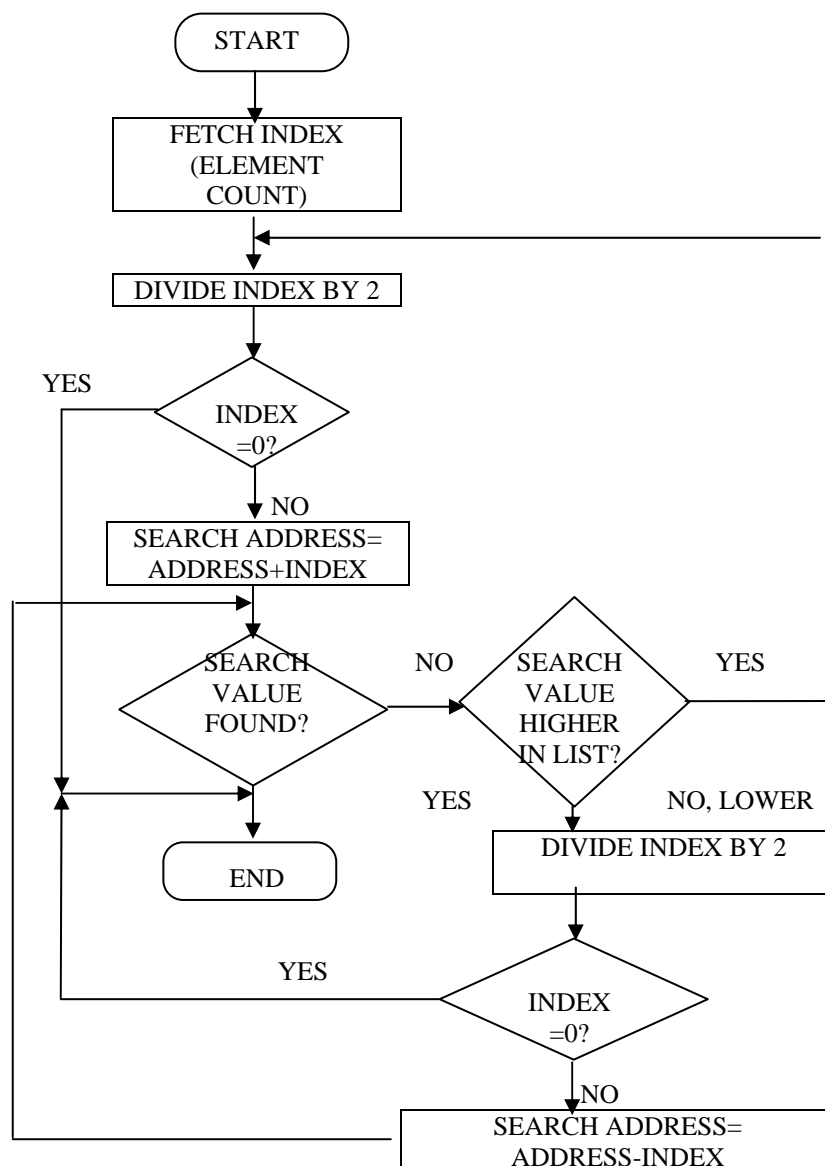 START
FETCH INDEX
(ELEMENT
COUNT)
DIVIDE INDEX BY 2
YES
INDEX
=0?
NO
SEARCH ADDRESS=
ADDRESS+INDEX
SEARCH
VALUE
FOUND?
NO
SEARCH
VALUE
HIGHER
IN LIST?
YES
YES
NO, LOWER
DIVIDE INDEX BY 2
END
YES
INDEX
=0?
NO
SEARCH ADDRESS=
ADDRESS-INDEX